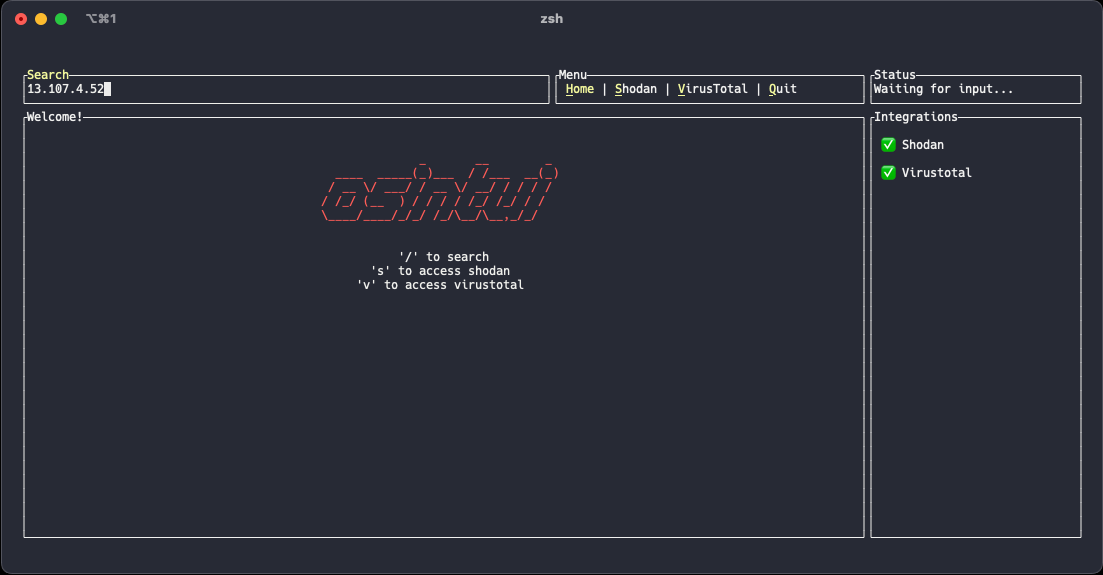 ⌥⌘1
zsh
Search
13.107.4.52
Menu
Home | Shodan | VirusTotal | Quit
Status
Waiting for input...
Welcome!
osintui
'/' to search
's' to access shodan
'v' to access virustotal
Integrations
✅ Shodan
✅ Virustotal